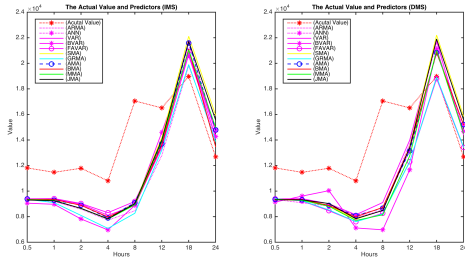 The Actual Value and Predictors (IMS)
×10⁴
2.4
2.2
2
1.8
1.6
1.4
1.2
1
0.8
0.6
Value
(Acutal Value)
(ARMA)
(ANN)
(VAR)
(BVAR)
(FAVAR)
(SMA)
(GRMA)
(AMA)
(BMA)
(MMA)
(JMA)
0.5 1 2 4 8 12 18 24
Hours
The Actual Value and Predictors (DMS)
×10⁴
2.4
2.2
2
1.8
1.6
1.4
1.2
1
0.8
0.6
Value
(Acutal Value)
(ARMA)
(ANN)
(VAR)
(BVAR)
(FAVAR)
(SMA)
(GRMA)
(AMA)
(BMA)
(MMA)
(JMA)
0.5 1 2 4 8 12 18 24
Hours